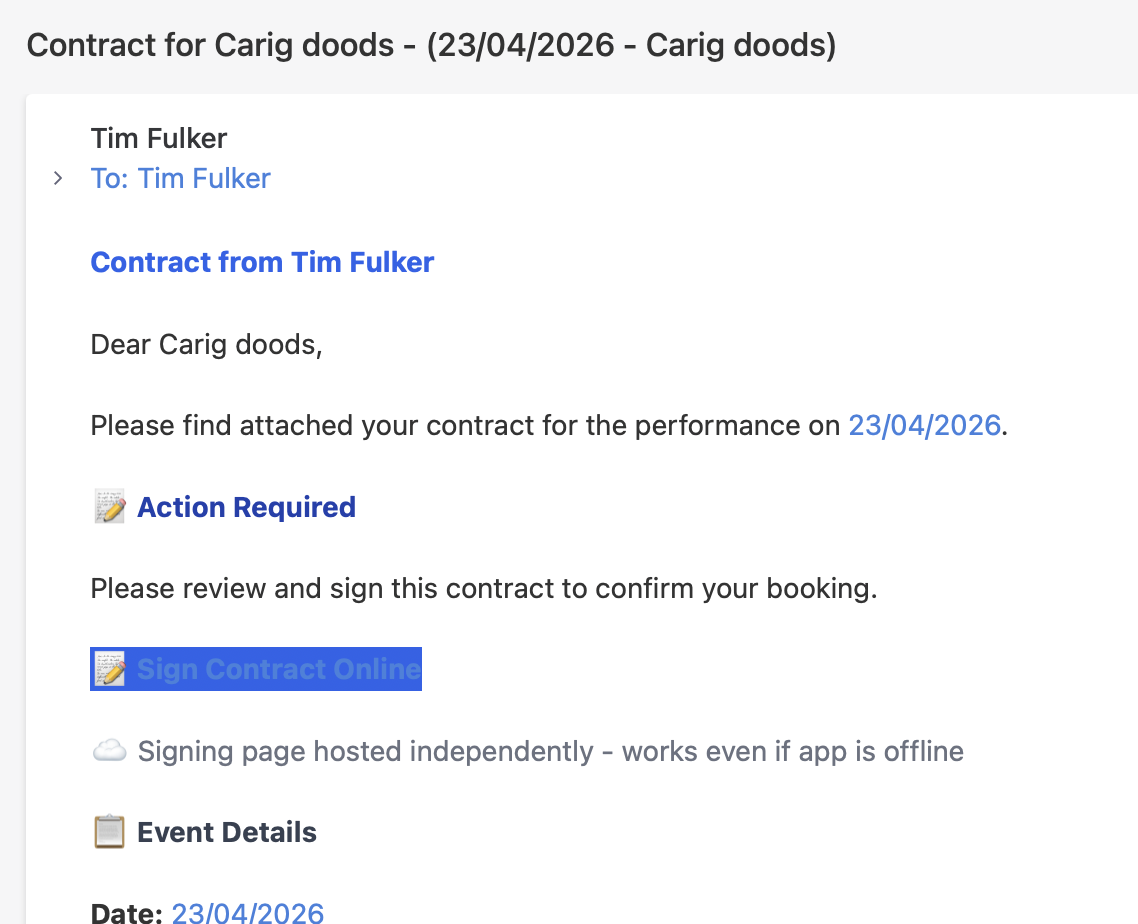 Contract for Carig doods - (23/04/2026 - Carig doods)
Tim Fulker
To: Tim Fulker
Contract from Tim Fulker
Dear Carig doods,
Please find attached your contract for the performance on 23/04/2026.
📝 Action Required
Please review and sign this contract to confirm your booking.
📝 Sign Contract Online
☁️ Signing page hosted independently - works even if app is offline
📋 Event Details
Date: 23/04/2026